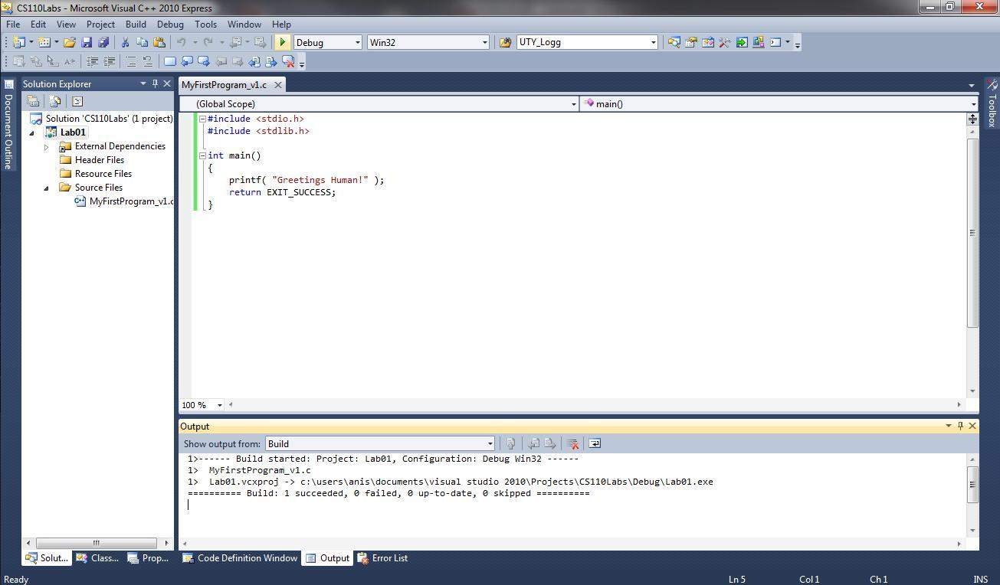 CS110Labs - Microsoft Visual C++ 2010 Express
File Edit View Project Build Debug Tools Window Help
Debug Win32 UTY_Logg
Document Outline
Solution Explorer
Solution 'CS110Labs' (1 project)
Lab01
External Dependencies
Header Files
Resource Files
Source Files
MyFirstProgram_v1.c
MyFirstProgram_v1.c
(Global Scope) main()
#include <stdio.h>
#include <stdlib.h>
int main()
{
printf( "Greetings Human!" );
return EXIT_SUCCESS;
}
100 %
Toolbox
Output
Show output from: Build
1>------ Build started: Project: Lab01, Configuration: Debug Win32 ------
1> MyFirstProgram_v1.c
1> Lab01.vcxproj -> c:\users\anis\documents\visual studio 2010\Projects\CS110Labs\Debug\Lab01.exe
========== Build: 1 succeeded, 0 failed, 0 up-to-date, 0 skipped ==========
Solut... Class... Prop... Code Definition Window Output Error List
Ready Ln 5 Col 1 Ch 1 INS